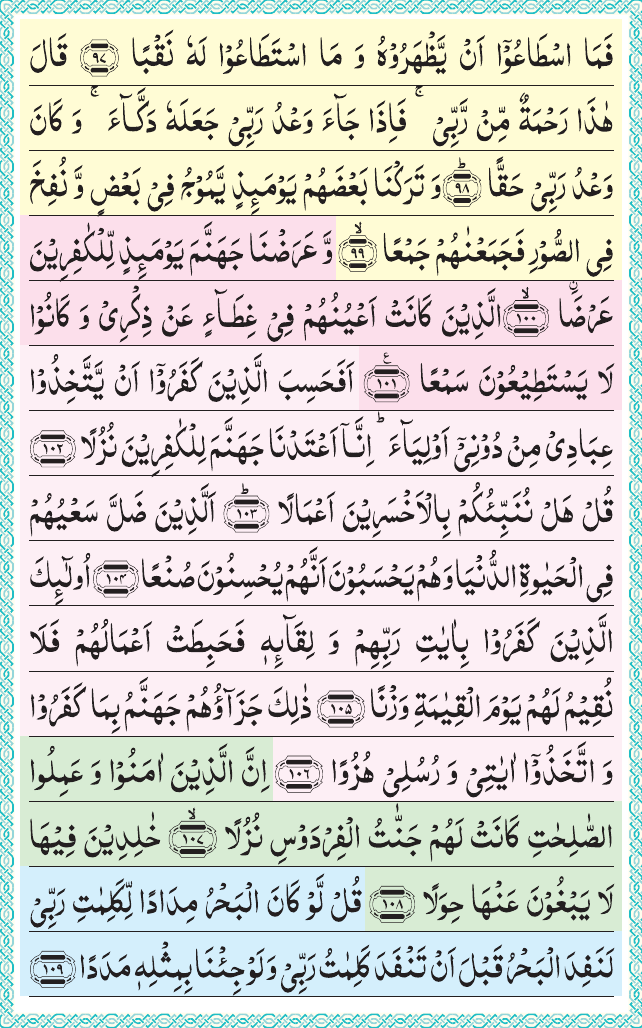 فَمَا اسْطَاعُوْۤا اَنْ يَّظْهَرُوْهُ وَ مَا اسْتَطَاعُوْا لَهٗ نَقْبًا ﴿۹۷﴾ قَالَ
هٰذَا رَحْمَةٌ مِّنْ رَّبِّیْ ۚ فَاِذَا جَآءَ وَعْدُ رَبِّیْ جَعَلَهٗ دَكَّآءَ ۚ وَ كَانَ
وَعْدُ رَبِّیْ حَقًّا ﴿ؕ۹۸﴾ وَ تَرَكْنَا بَعْضَهُمْ يَوْمَىِٕذٍ يَّمُوْجُ فِیْ بَعْضٍ وَّ نُفِخَ
فِی الصُّوْرِ فَجَمَعْنٰهُمْ جَمْعًا ﴿ۙ۹۹﴾ وَّ عَرَضْنَا جَهَنَّمَ يَوْمَىِٕذٍ لِّلْكٰفِرِيْنَ
عَرْضَا ﴿ۙ۱۰۰﴾ ۨالَّذِيْنَ كَانَتْ اَعْيُنُهُمْ فِیْ غِطَآءٍ عَنْ ذِكْرِیْ وَ كَانُوْا
لَا يَسْتَطِيْعُوْنَ سَمْعًا ﴿۱۰۱﴾ ع اَفَحَسِبَ الَّذِيْنَ كَفَرُوْۤا اَنْ يَّتَّخِذُوْا
عِبَادِیْ مِنْ دُوْنِیْۤ اَوْلِيَآءَ ؕ اِنَّاۤ اَعْتَدْنَا جَهَنَّمَ لِلْكٰفِرِيْنَ نُزُلًا ﴿۱۰۲﴾
قُلْ هَلْ نُنَبِّئُكُمْ بِالْاَخْسَرِيْنَ اَعْمَالًا ﴿ؕ۱۰۳﴾ اَلَّذِيْنَ ضَلَّ سَعْيُهُمْ
فِی الْحَيٰوةِ الدُّنْيَا وَ هُمْ يَحْسَبُوْنَ اَنَّهُمْ يُحْسِنُوْنَ صُنْعًا ﴿۱۰۴﴾ اُولٰٓىِٕكَ
الَّذِيْنَ كَفَرُوْا بِاٰيٰتِ رَبِّهِمْ وَ لِقَآىِٕهٖ فَحَبِطَتْ اَعْمَالُهُمْ فَلَا
نُقِيْمُ لَهُمْ يَوْمَ الْقِيٰمَةِ وَزْنًا ﴿۱۰۵﴾ ذٰلِكَ جَزَآؤُهُمْ جَهَنَّمُ بِمَا كَفَرُوْا
وَ اتَّخَذُوْۤا اٰيٰتِیْ وَ رُسُلِیْ هُزُوًا ﴿۱۰۶﴾ اِنَّ الَّذِيْنَ اٰمَنُوْا وَ عَمِلُوا
الصّٰلِحٰتِ كَانَتْ لَهُمْ جَنّٰتُ الْفِرْدَوْسِ نُزُلًا ﴿ۙ۱۰۷﴾ خٰلِدِيْنَ فِيْهَا
لَا يَبْغُوْنَ عَنْهَا حِوَلًا ﴿۱۰۸﴾ قُلْ لَّوْ كَانَ الْبَحْرُ مِدَادًا لِّكَلِمٰتِ رَبِّیْ
لَنَفِدَ الْبَحْرُ قَبْلَ اَنْ تَنْفَدَ كَلِمٰتُ رَبِّیْ وَ لَوْ جِئْنَا بِمِثْلِهٖ مَدَدًا ﴿۱۰۹﴾